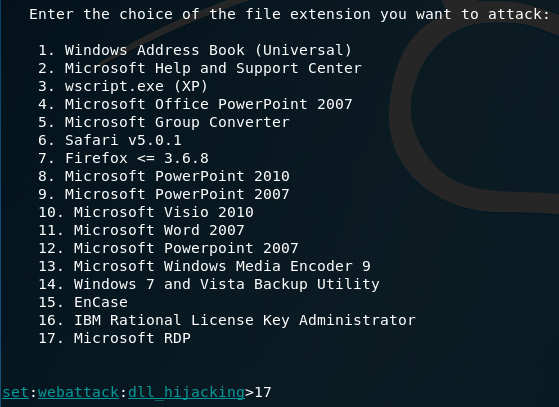 Enter the choice of the file extension you want to attack:
1. Windows Address Book (Universal)
2. Microsoft Help and Support Center
3. wscript.exe (XP)
4. Microsoft Office PowerPoint 2007
5. Microsoft Group Converter
6. Safari v5.0.1
7. Firefox <= 3.6.8
8. Microsoft PowerPoint 2010
9. Microsoft PowerPoint 2007
10. Microsoft Visio 2010
11. Microsoft Word 2007
12. Microsoft Powerpoint 2007
13. Microsoft Windows Media Encoder 9
14. Windows 7 and Vista Backup Utility
15. EnCase
16. IBM Rational License Key Administrator
17. Microsoft RDP
set:webattack:dll_hijacking>17